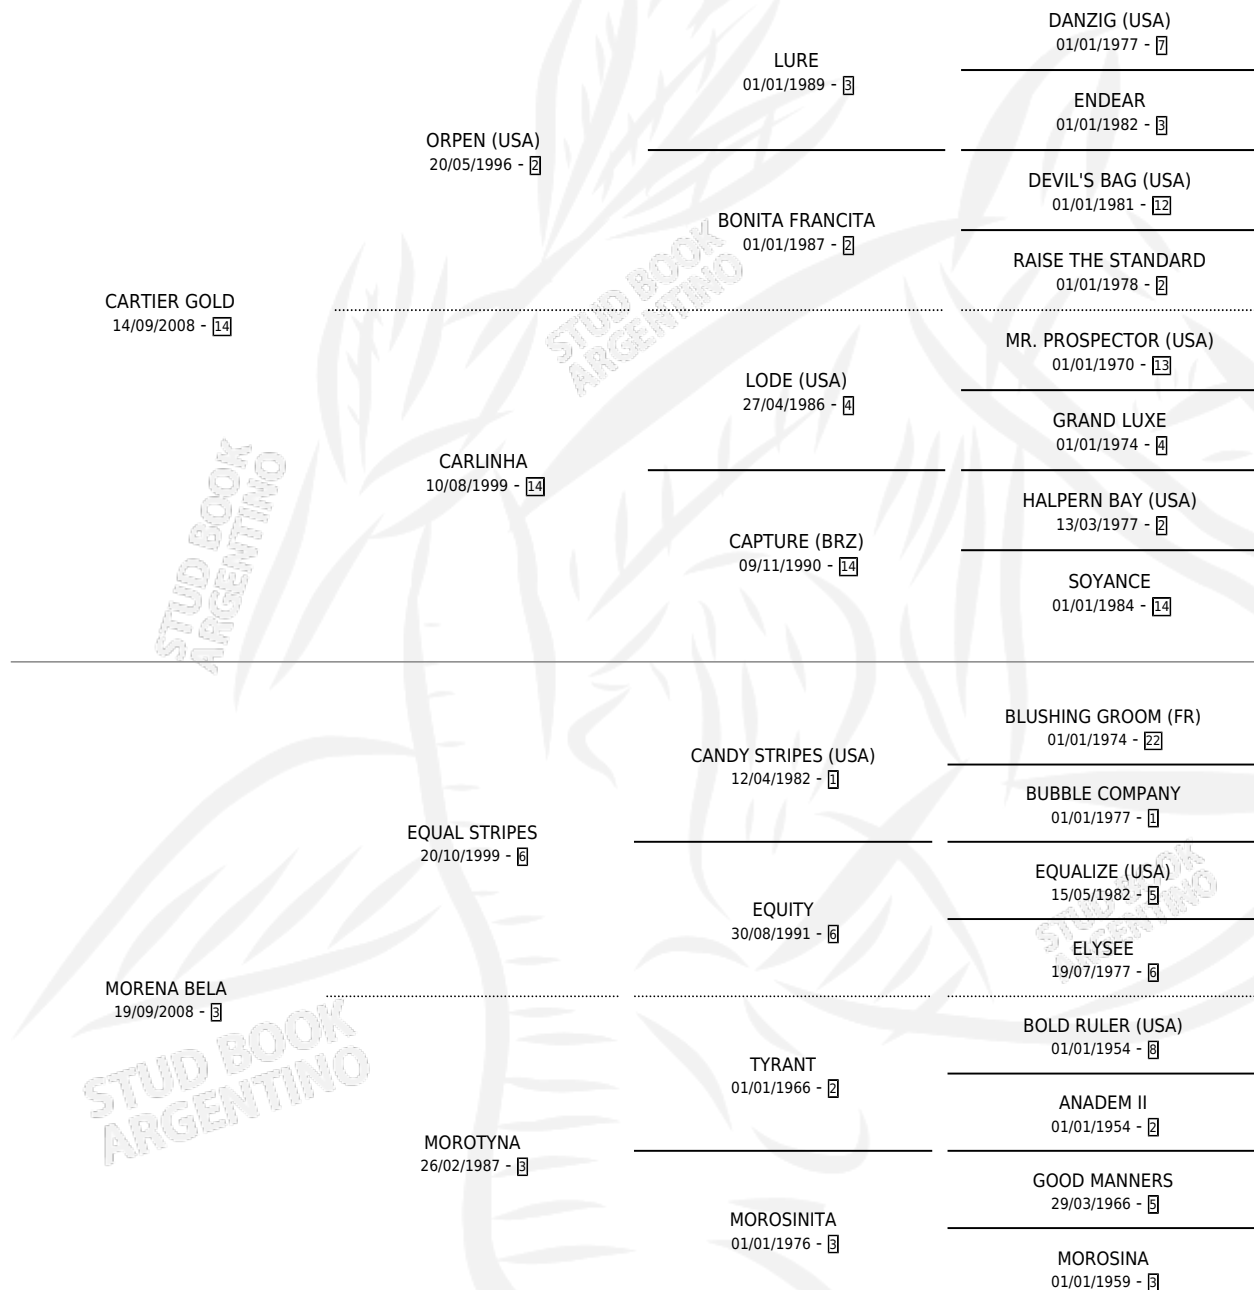 DANZIG (USA)
01/01/1977 - 7
LURE
01/01/1989 - 3
ENDEAR
01/01/1982 - 3
ORPEN (USA)
20/05/1996 - 2
DEVIL'S BAG (USA)
01/01/1981 - 12
BONITA FRANCITA
01/01/1987 - 2
RAISE THE STANDARD
01/01/1978 - 2
CARTIER GOLD
14/09/2008 - 14
MR. PROSPECTOR (USA)
01/01/1970 - 13
LODE (USA)
27/04/1986 - 4
GRAND LUXE
01/01/1974 - 4
CARLINHA
10/08/1999 - 14
HALPERN BAY (USA)
13/03/1977 - 2
CAPTURE (BRZ)
09/11/1990 - 14
SOYANCE
01/01/1984 - 14
BLUSHING GROOM (FR)
01/01/1974 - 22
CANDY STRIPES (USA)
12/04/1982 - 1
BUBBLE COMPANY
01/01/1977 - 1
EQUAL STRIPES
20/10/1999 - 6
EQUALIZE (USA)
15/05/1982 - 5
EQUITY
30/08/1991 - 6
ELYSEE
19/07/1977 - 6
MORENA BELA
19/09/2008 - 3
BOLD RULER (USA)
01/01/1954 - 8
TYRANT
01/01/1966 - 2
ANADEM II
01/01/1954 - 2
MOROTYNA
26/02/1987 - 3
GOOD MANNERS
29/03/1966 - 5
MOROSINITA
01/01/1976 - 3
MOROSINA
01/01/1959 - 3
STUD BOOK
ARGENTINO
STUD BOOK
ARGENTINO
STUD BOOK
ARGENTINO
STUD BOOK
ARGENTINO